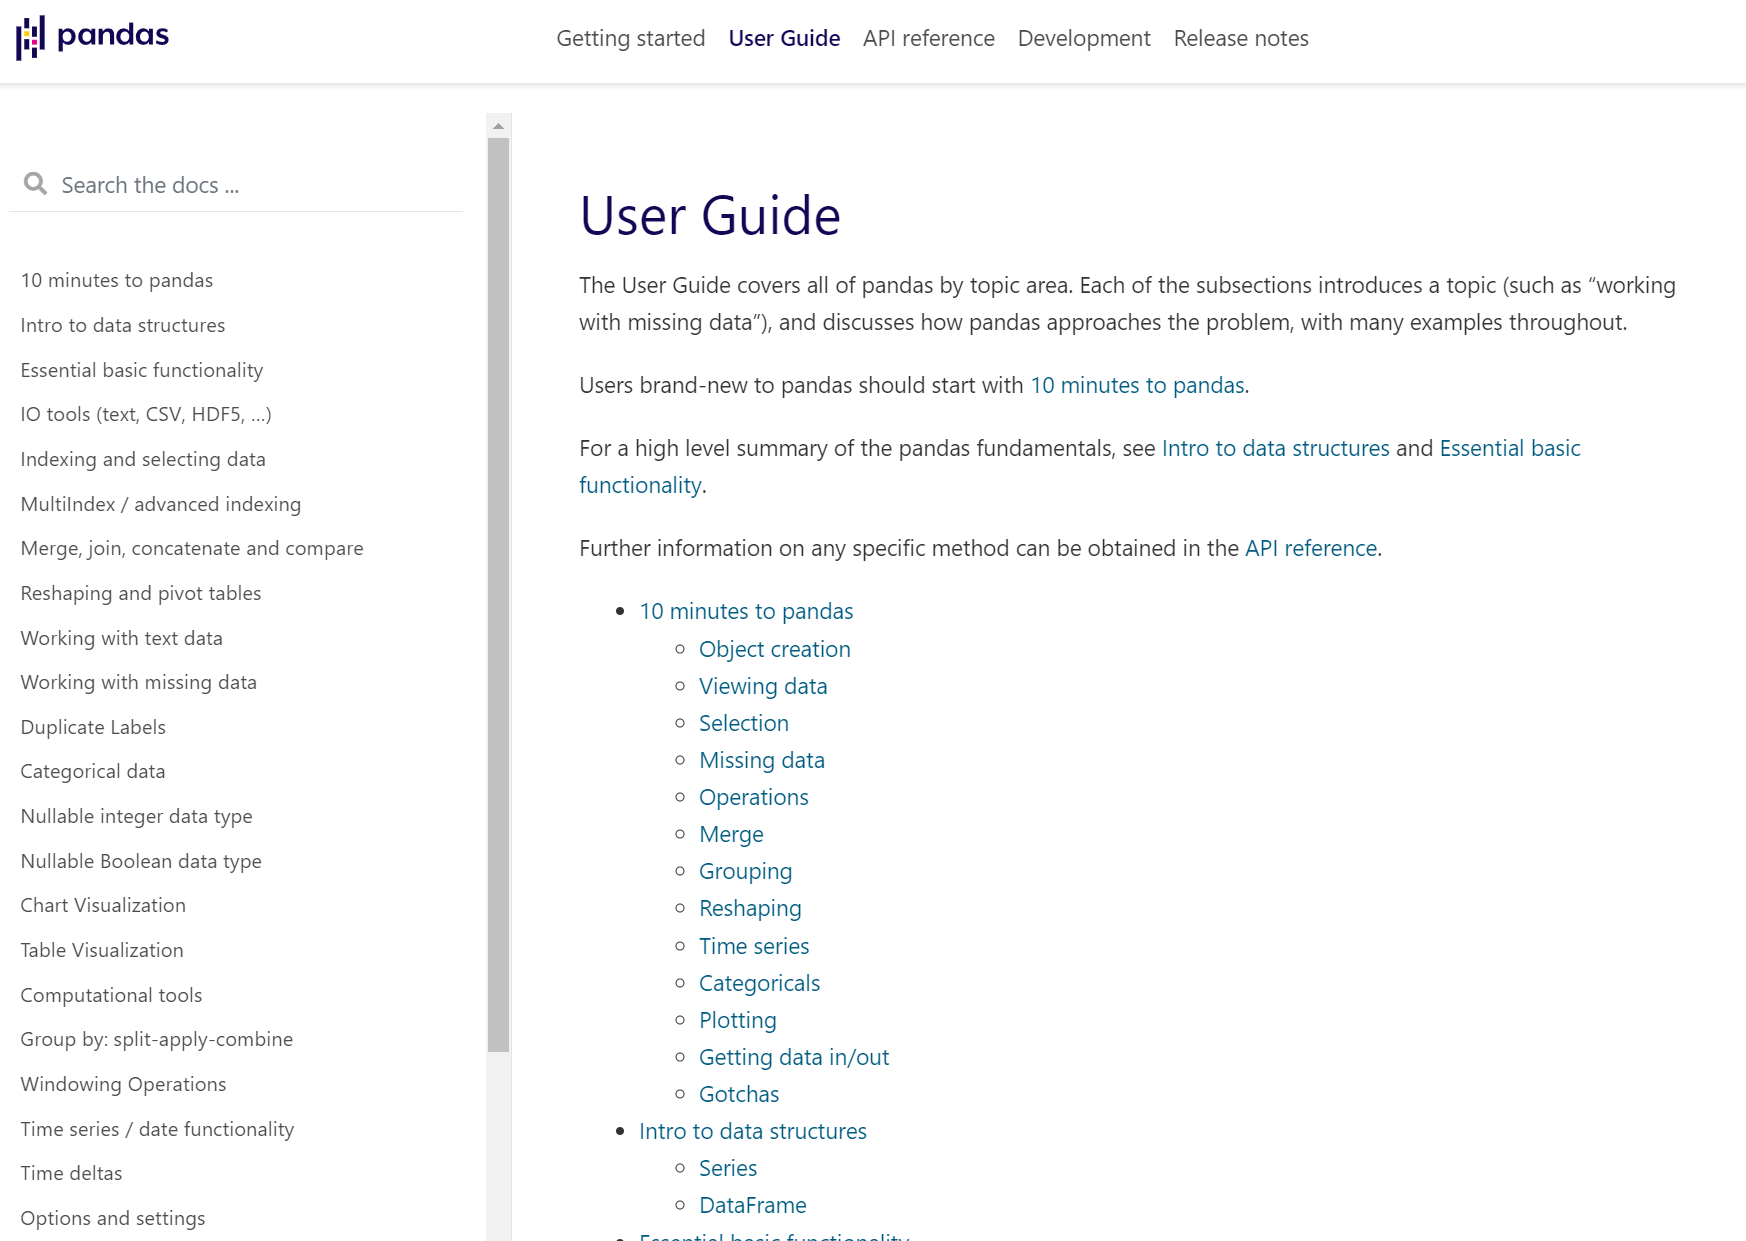 pandas
Getting started User Guide API reference Development Release notes
Search the docs ...
10 minutes to pandas
Intro to data structures
Essential basic functionality
IO tools (text, CSV, HDF5, …)
Indexing and selecting data
MultiIndex / advanced indexing
Merge, join, concatenate and compare
Reshaping and pivot tables
Working with text data
Working with missing data
Duplicate Labels
Categorical data
Nullable integer data type
Nullable Boolean data type
Chart Visualization
Table Visualization
Computational tools
Group by: split-apply-combine
Windowing Operations
Time series / date functionality
Time deltas
Options and settings
User Guide
The User Guide covers all of pandas by topic area. Each of the subsections introduces a topic (such as “working
with missing data”), and discusses how pandas approaches the problem, with many examples throughout.
Users brand-new to pandas should start with 10 minutes to pandas.
For a high level summary of the pandas fundamentals, see Intro to data structures and Essential basic
functionality.
Further information on any specific method can be obtained in the API reference.
10 minutes to pandas
Object creation
Viewing data
Selection
Missing data
Operations
Merge
Grouping
Reshaping
Time series
Categoricals
Plotting
Getting data in/out
Gotchas
Intro to data structures
Series
DataFrame
Essential basic functionality